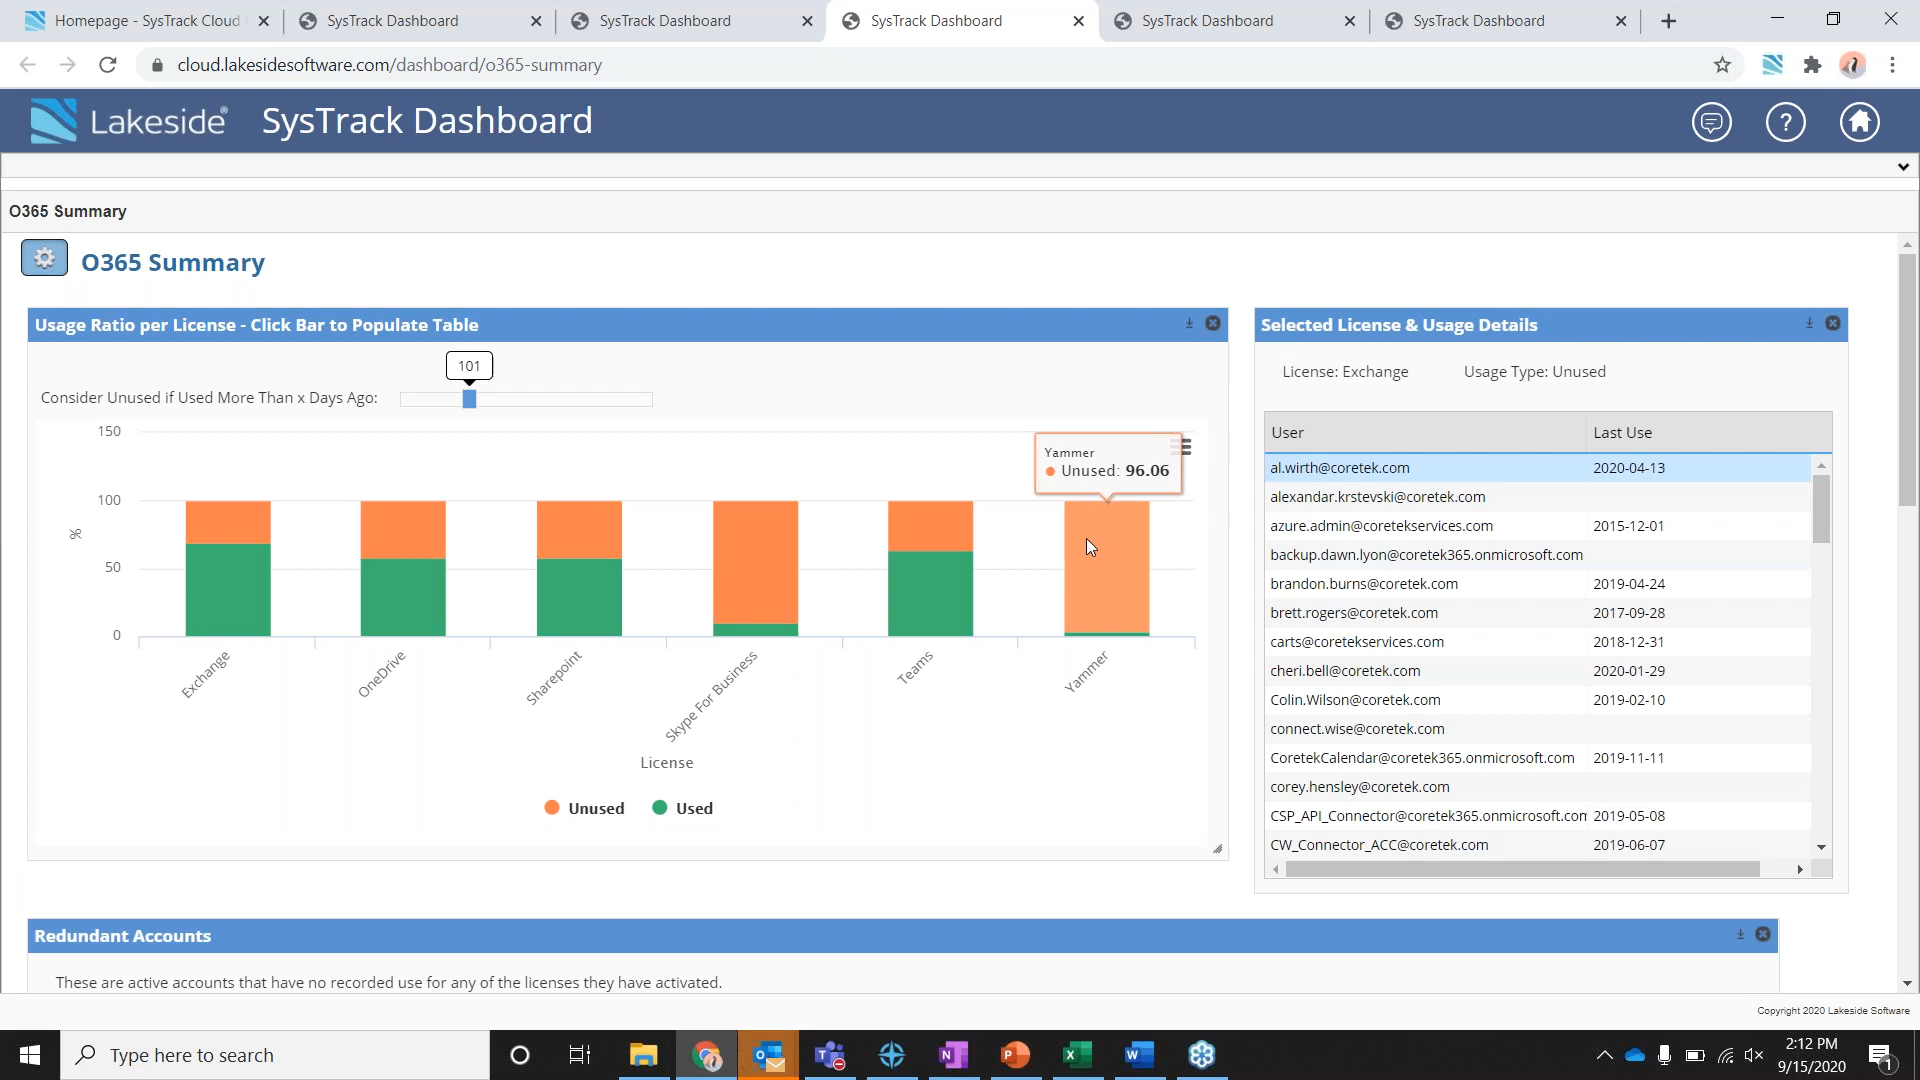 Homepage - SysTrack Cloud
SysTrack Dashboard
SysTrack Dashboard
SysTrack Dashboard
SysTrack Dashboard
SysTrack Dashboard
cloud.lakesidesoftware.com/dashboard/o365-summary
Lakeside® SysTrack Dashboard
?
O365 Summary
O365 Summary
Usage Ratio per License - Click Bar to Populate Table
101
Consider Unused if Used More Than x Days Ago:
150
100
50
0
%
Yammer
Unused: 96.06
Exchange
OneDrive
Sharepoint
Skype For Business
Teams
Yammer
License
Unused
Used
Selected License & Usage Details
License: Exchange Usage Type: Unused
User Last Use
al.wirth@coretek.com 2020-04-13
alexandar.krstevski@coretek.com
azure.admin@coretekservices.com 2015-12-01
backup.dawn.lyon@coretek365.onmicrosoft.com
brandon.burns@coretek.com 2019-04-24
brett.rogers@coretek.com 2017-09-28
carts@coretekservices.com 2018-12-31
cheri.bell@coretek.com 2020-01-29
Colin.Wilson@coretek.com 2019-02-10
connect.wise@coretek.com
CoretekCalendar@coretek365.onmicrosoft.com 2019-11-11
corey.hensley@coretek.com
CSP_API_Connector@coretek365.onmicrosoft.com 2019-05-08
CW_Connector_ACC@coretek.com 2019-06-07
Redundant Accounts
These are active accounts that have no recorded use for any of the licenses they have activated.
Copyright 2020 Lakeside Software
Type here to search
2:12 PM
9/15/2020
1